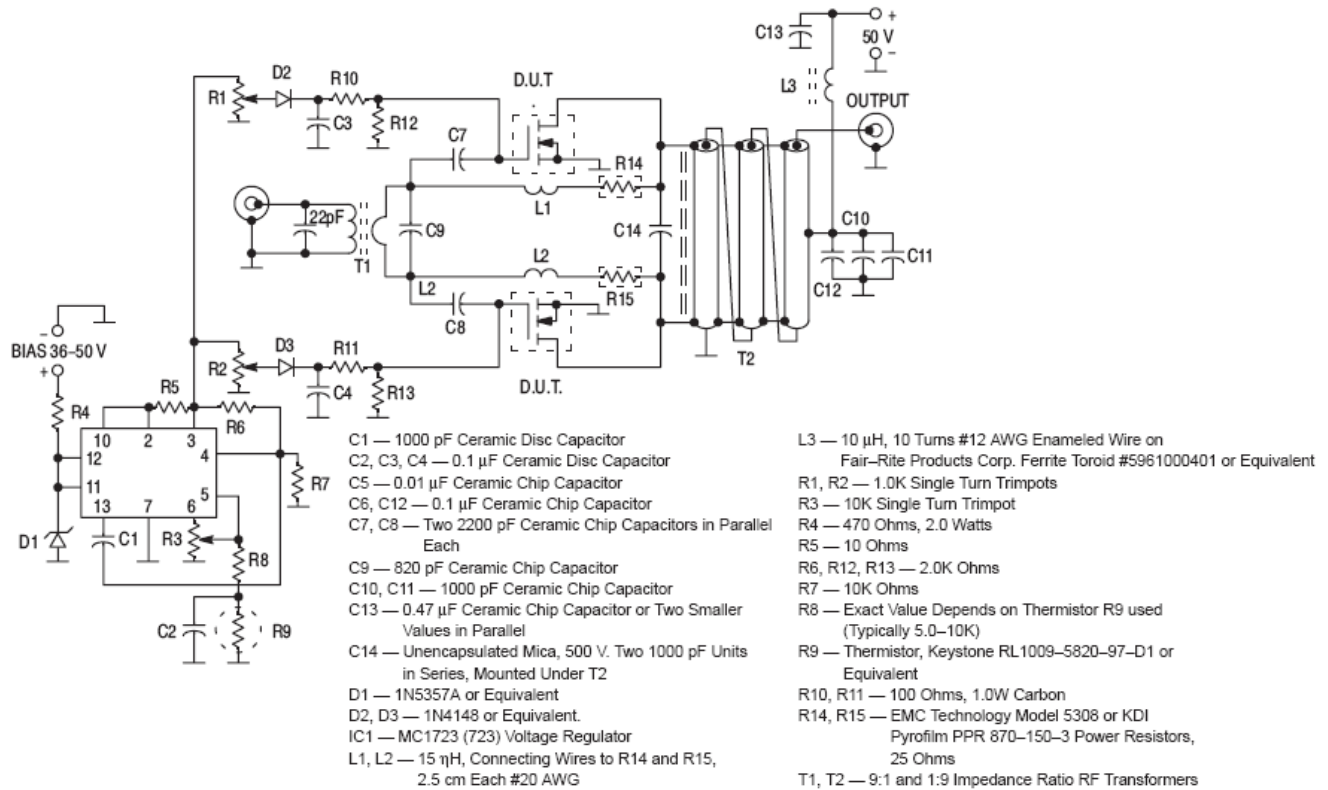 C13
+
50 V
−
L3
OUTPUT
D2
R10
D.U.T
R1
C3
R12
C7
R14
22pF
L1
C9
C14
C10
T1
L2
C11
L2
R15
C12
C8
−
BIAS 36–50 V
+
D3
R11
T2
R2
R5
C4
R13
D.U.T.
R4
R6
10
2
3
12
4
11
5
R7
13
7
6
D1
C1
R3
R8
C2
R9
C1 — 1000 pF Ceramic Disc Capacitor
C2, C3, C4 — 0.1 µF Ceramic Disc Capacitor
C5 — 0.01 µF Ceramic Chip Capacitor
C6, C12 — 0.1 µF Ceramic Chip Capacitor
C7, C8 — Two 2200 pF Ceramic Chip Capacitors in Parallel
Each
C9 — 820 pF Ceramic Chip Capacitor
C10, C11 — 1000 pF Ceramic Chip Capacitor
C13 — 0.47 µF Ceramic Chip Capacitor or Two Smaller
Values in Parallel
C14 — Unencapsulated Mica, 500 V. Two 1000 pF Units
in Series, Mounted Under T2
D1 — 1N5357A or Equivalent
D2, D3 — 1N4148 or Equivalent.
IC1 — MC1723 (723) Voltage Regulator
L1, L2 — 15 ηH, Connecting Wires to R14 and R15,
2.5 cm Each #20 AWG
L3 — 10 µH, 10 Turns #12 AWG Enameled Wire on
Fair–Rite Products Corp. Ferrite Toroid #5961000401 or Equivalent
R1, R2 — 1.0K Single Turn Trimpots
R3 — 10K Single Turn Trimpot
R4 — 470 Ohms, 2.0 Watts
R5 — 10 Ohms
R6, R12, R13 — 2.0K Ohms
R7 — 10K Ohms
R8 — Exact Value Depends on Thermistor R9 used
(Typically 5.0–10K)
R9 — Thermistor, Keystone RL1009–5820–97–D1 or
Equivalent
R10, R11 — 100 Ohms, 1.0W Carbon
R14, R15 — EMC Technology Model 5308 or KDI
Pyrofilm PPR 870–150–3 Power Resistors,
25 Ohms
T1, T2 — 9:1 and 1:9 Impedance Ratio RF Transformers